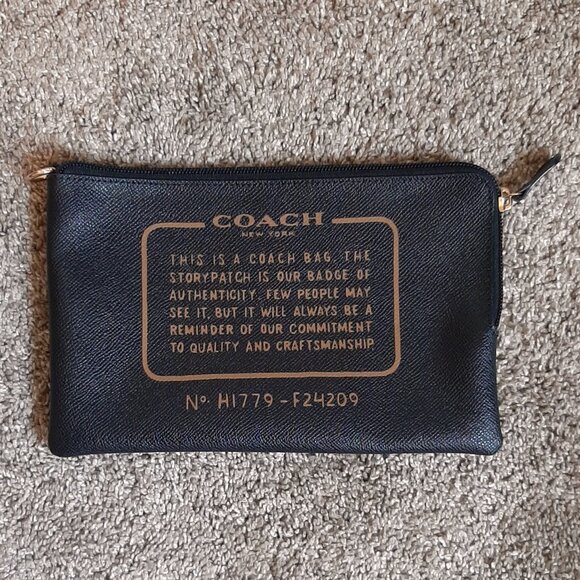 COACH
NEW YORK
THIS IS A COACH BAG. THE
STORYPATCH IS OUR BADGE OF
AUTHENTICITY. FEW PEOPLE MAY
SEE IT, BUT IT WILL ALWAYS BE A
REMINDER OF OUR COMMITMENT
TO QUALITY AND CRAFTSMANSHIP.
Nº H1779-F24209